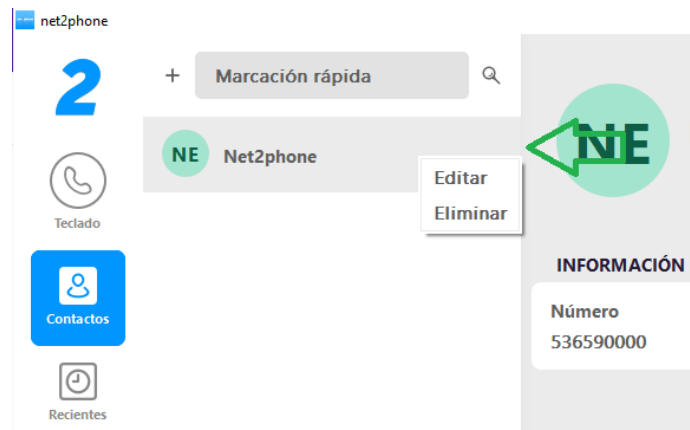 net2phone
2
Teclado
Contactos
Recientes
+ Marcación rápida
NE Net2phone
Editar
Eliminar
NE
INFORMACIÓN
Número
536590000